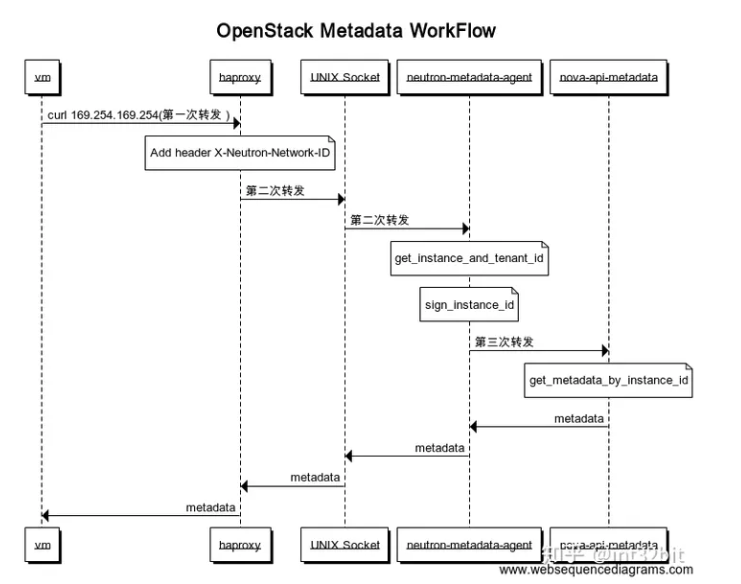 OpenStack Metadata WorkFlow
vm haproxy UNIX Socket neutron-metadata-agent nova-api-metadata
curl 169.254.169.254(第一次转发）
Add header X-Neutron-Network-ID
第二次转发
第二次转发
get_instance_and_tenant_id
sign_instance_id
第三次转发
get_metadata_by_instance_id
metadata
metadata
metadata
metadata
vm haproxy UNIX Socket neutron-metadata-agent nova-api-metadata
知乎 @int32bit
www.websequencediagrams.com